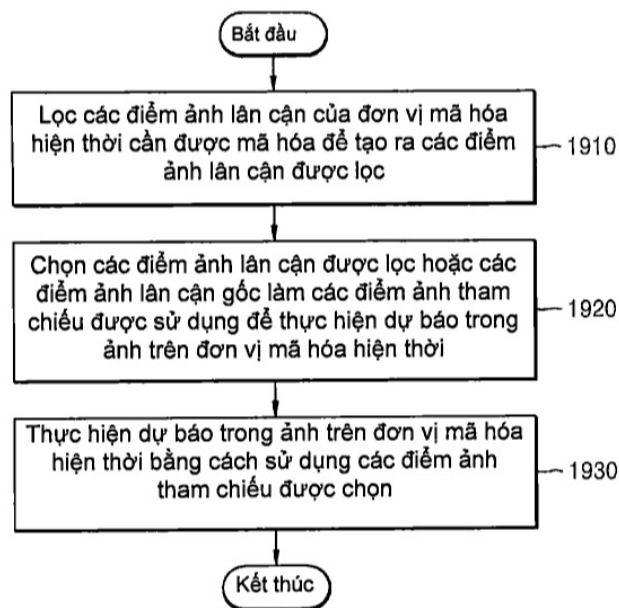 Bắt đầu
Lọc các điểm ảnh lân cận của đơn vị mã hóa
hiện thời cần được mã hóa để tạo ra các điểm
ảnh lân cận được lọc
1910
Chọn các điểm ảnh lân cận được lọc hoặc các
điểm ảnh lân cận gốc làm các điểm ảnh tham
chiếu được sử dụng để thực hiện dự báo trong
ảnh trên đơn vị mã hóa hiện thời
1920
Thực hiện dự báo trong ảnh trên đơn vị mã hóa
hiện thời bằng cách sử dụng các điểm ảnh
tham chiếu được chọn
1930
Kết thúc